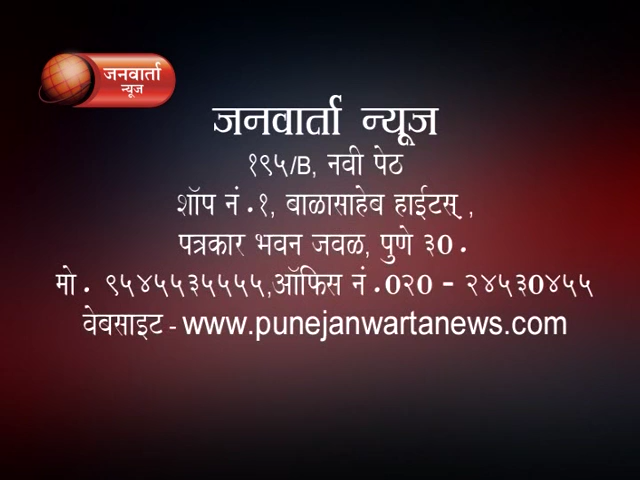 जनवार्ता
न्यूज
जनवार्ता न्यूज
१९५/B, नवी पेठ
शॉप नं.१, बाळासाहेब हाईटस्,
पत्रकार भवन जवळ, पुणे ३०.
मो. ९५४५५३५५५५,ऑफिस नं.०२० - २४५३०४५५
वेबसाइट - www.punejanwartanews.com